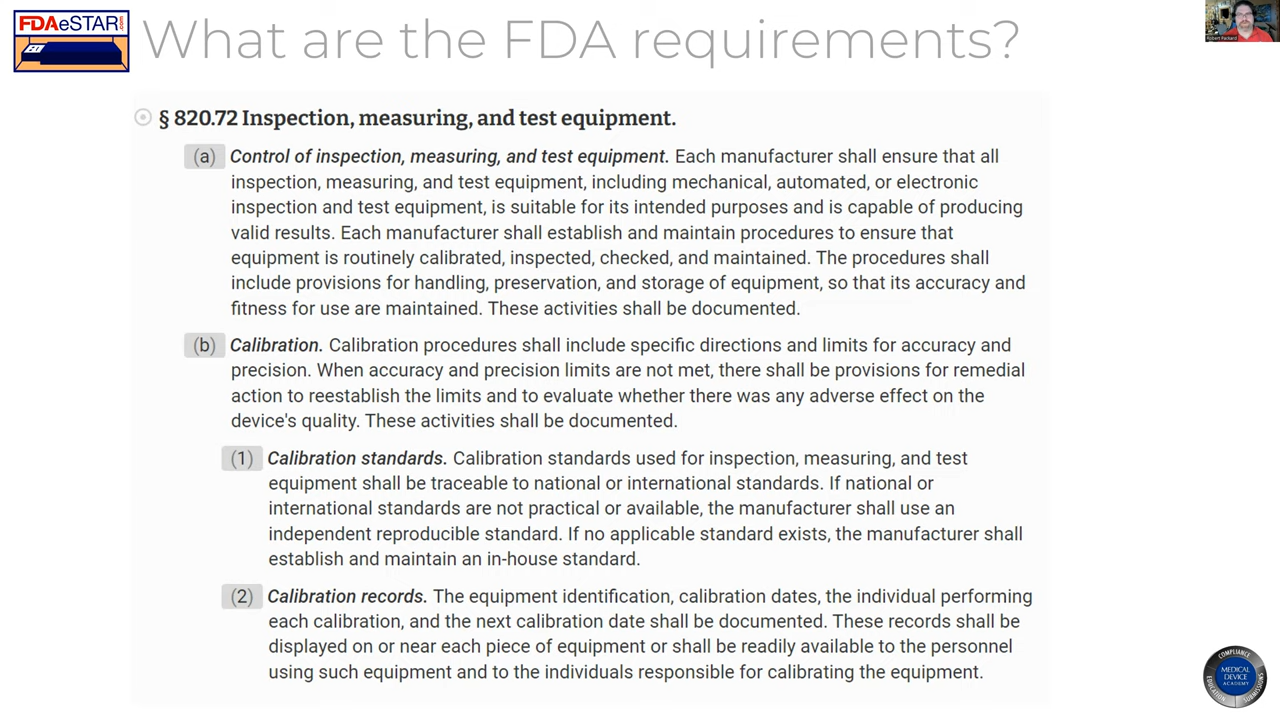 FDAeSTAR.com
What are the FDA requirements?
Robert Packard
§ 820.72 Inspection, measuring, and test equipment.
(a) Control of inspection, measuring, and test equipment. Each manufacturer shall ensure that all
inspection, measuring, and test equipment, including mechanical, automated, or electronic
inspection and test equipment, is suitable for its intended purposes and is capable of producing
valid results. Each manufacturer shall establish and maintain procedures to ensure that
equipment is routinely calibrated, inspected, checked, and maintained. The procedures shall
include provisions for handling, preservation, and storage of equipment, so that its accuracy and
fitness for use are maintained. These activities shall be documented.
(b) Calibration. Calibration procedures shall include specific directions and limits for accuracy and
precision. When accuracy and precision limits are not met, there shall be provisions for remedial
action to reestablish the limits and to evaluate whether there was any adverse effect on the
device's quality. These activities shall be documented.
(1) Calibration standards. Calibration standards used for inspection, measuring, and test
equipment shall be traceable to national or international standards. If national or
international standards are not practical or available, the manufacturer shall use an
independent reproducible standard. If no applicable standard exists, the manufacturer shall
establish and maintain an in-house standard.
(2) Calibration records. The equipment identification, calibration dates, the individual performing
each calibration, and the next calibration date shall be documented. These records shall be
displayed on or near each piece of equipment or shall be readily available to the personnel
using such equipment and to the individuals responsible for calibrating the equipment.
COMPLIANCE
MEDICAL
DEVICE
ACADEMY
EDUCATION
SUBMISSIONS